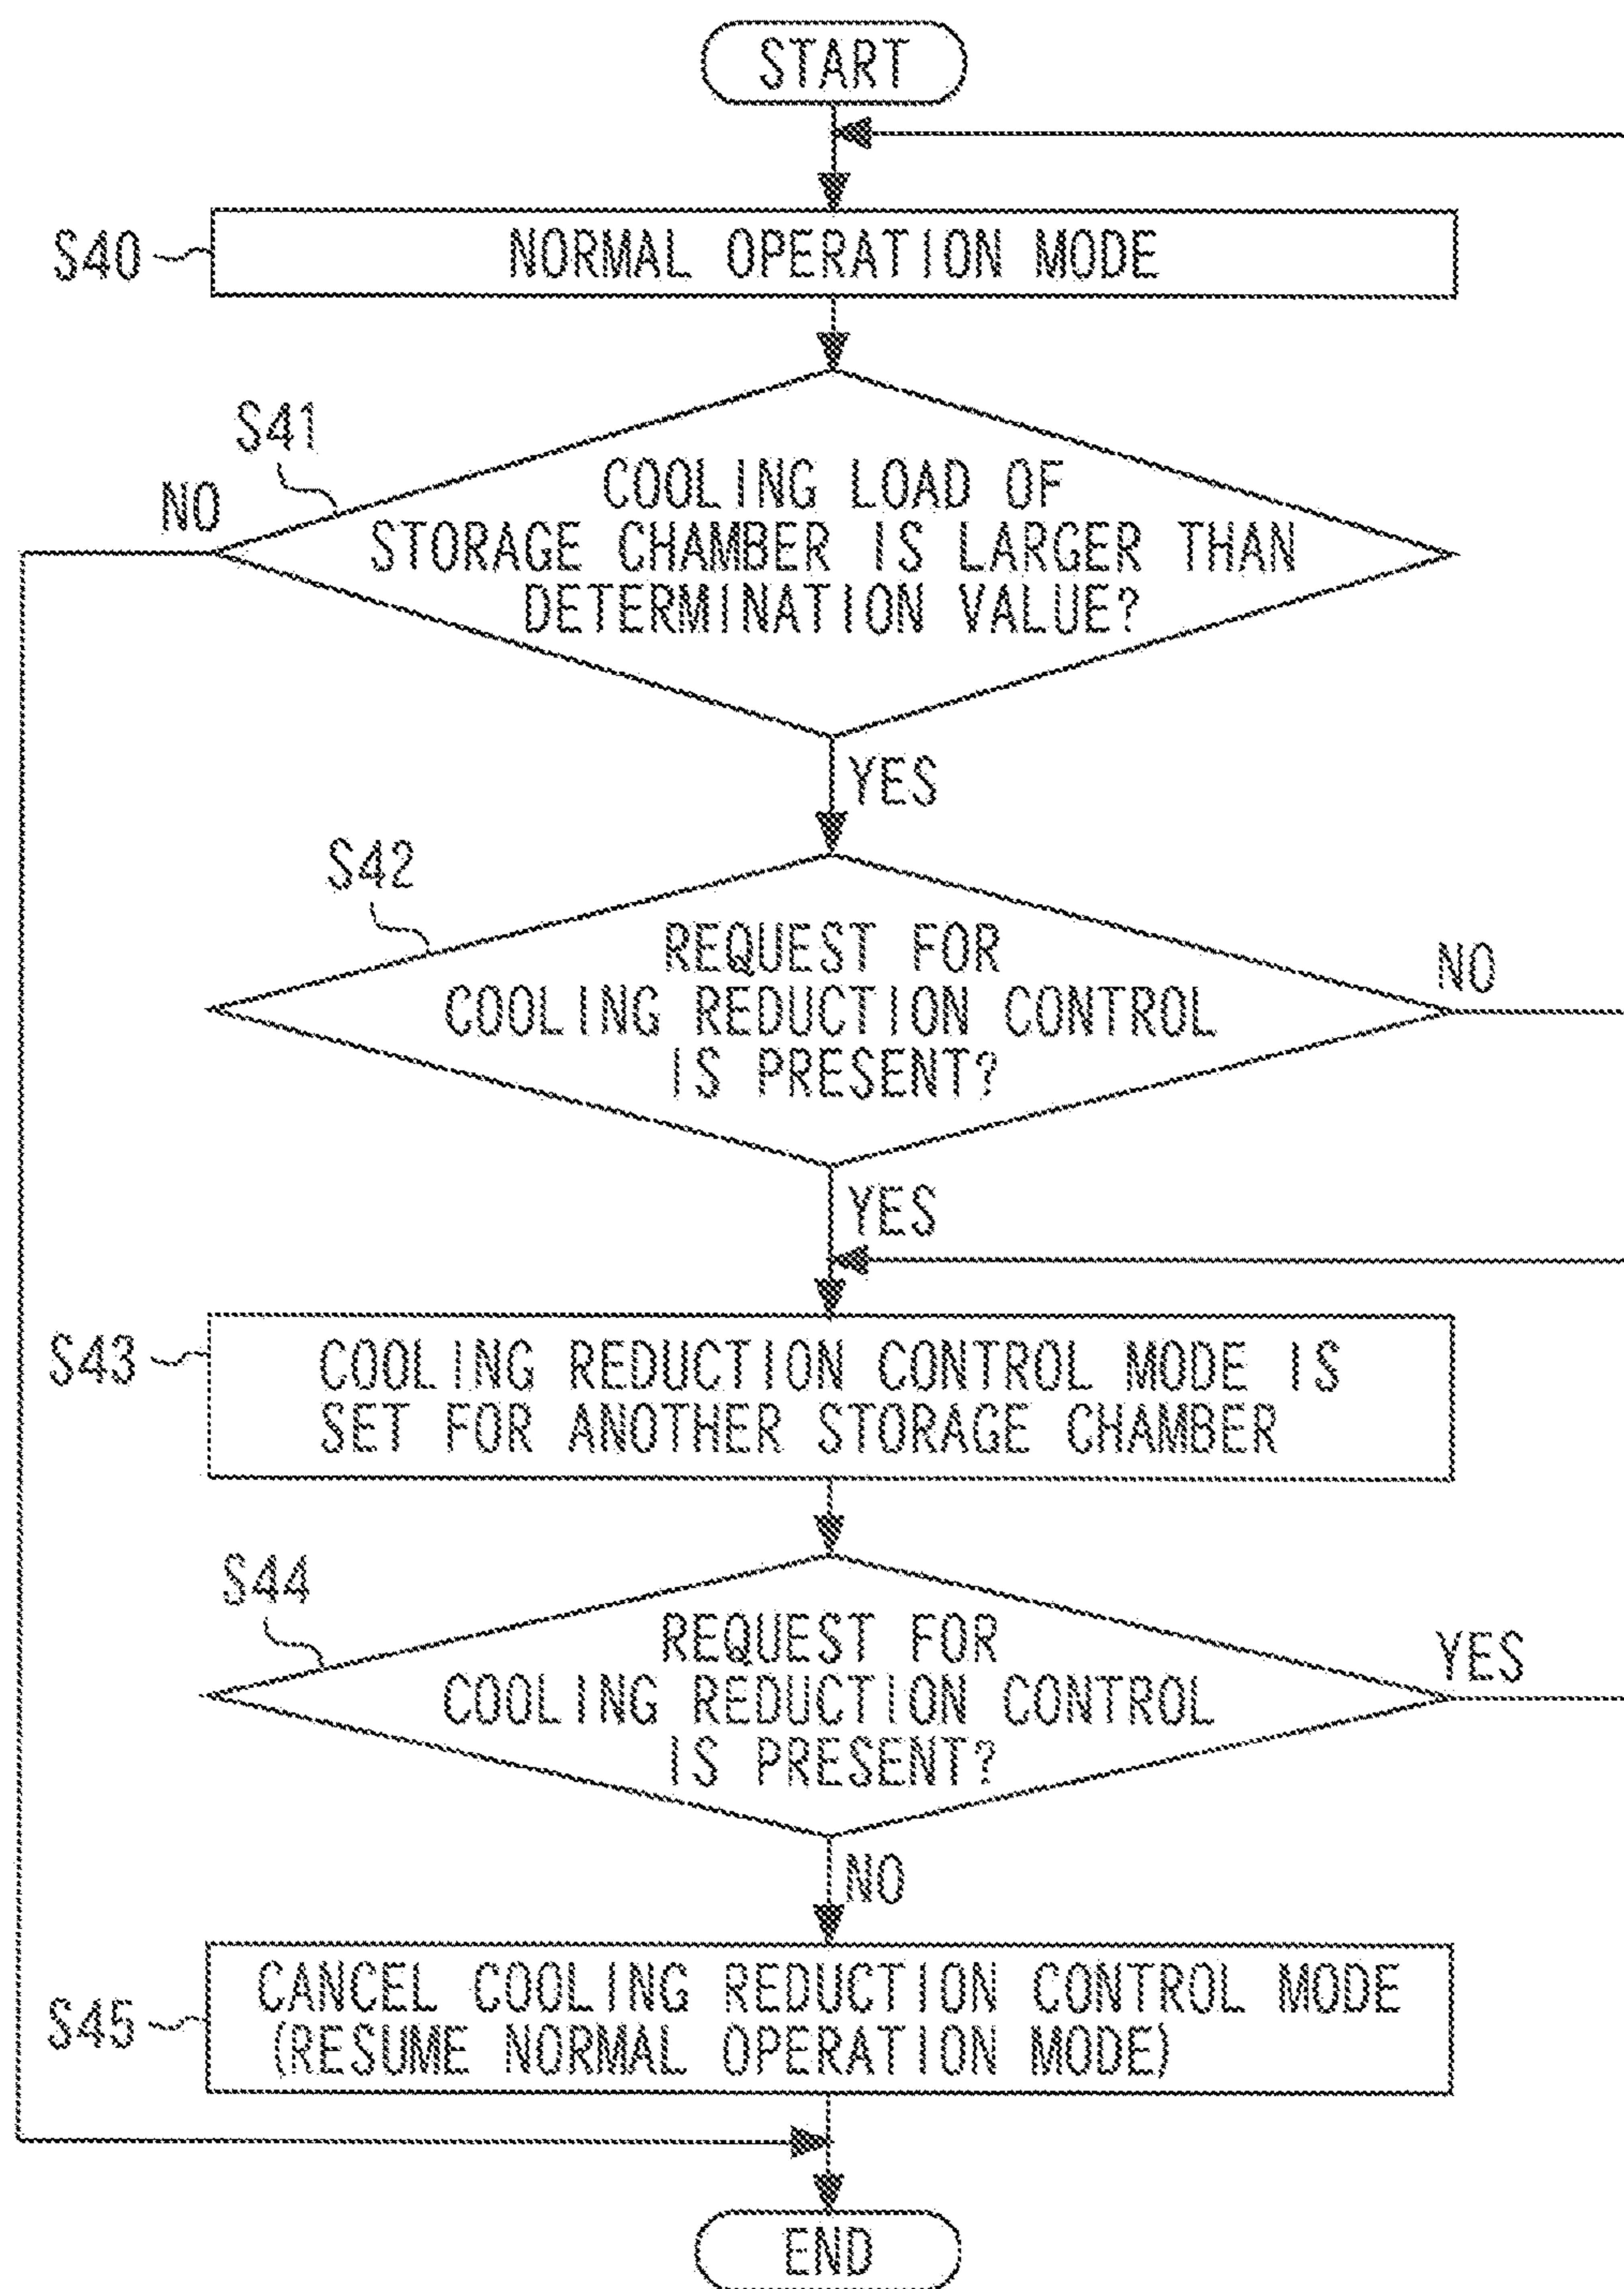 START
S40
NORMAL OPERATION MODE
S41
NO
COOLING LOAD OF
STORAGE CHAMBER IS LARGER THAN
DETERMINATION VALUE?
YES
S42
REQUEST FOR
COOLING REDUCTION CONTROL
IS PRESENT?
NO
YES
S43
COOLING REDUCTION CONTROL MODE IS
SET FOR ANOTHER STORAGE CHAMBER
S44
REQUEST FOR
COOLING REDUCTION CONTROL
IS PRESENT?
YES
NO
S45
CANCEL COOLING REDUCTION CONTROL MODE
(RESUME NORMAL OPERATION MODE)
END